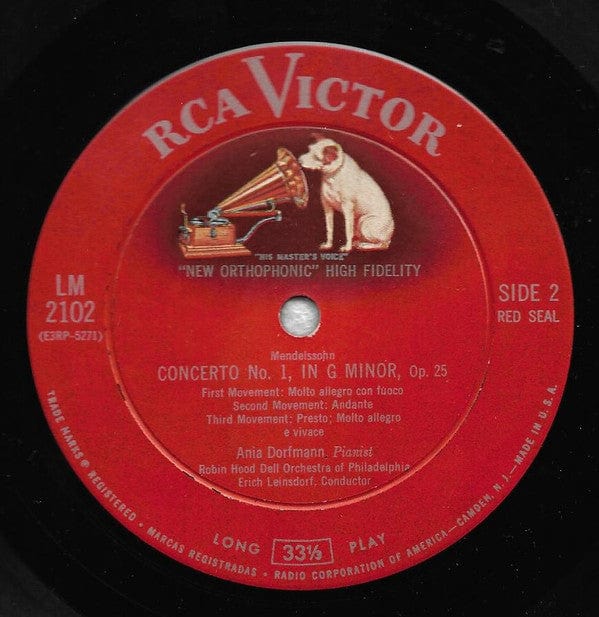 RCA VICTOR
"HIS MASTER'S VOICE"
"NEW ORTHOPHONIC" HIGH FIDELITY
LM
2102
(E3RP-5271)
SIDE 2
RED SEAL
Mendelssohn
CONCERTO No. 1, IN G MINOR, Op. 25
First Movement: Molto allegro con fuoco
Second Movement: Andante
Third Movement: Presto; Molto allegro
e vivace
Ania Dorfmann, Pianist
Robin Hood Dell Orchestra of Philadelphia
Erich Leinsdorf, Conductor
LONG 33⅓ PLAY
TRADE MARKS ® REGISTERED • MARCAS REGISTRADAS • RADIO CORPORATION OF AMERICA—CAMDEN, N.J.—MADE IN U.S.A.